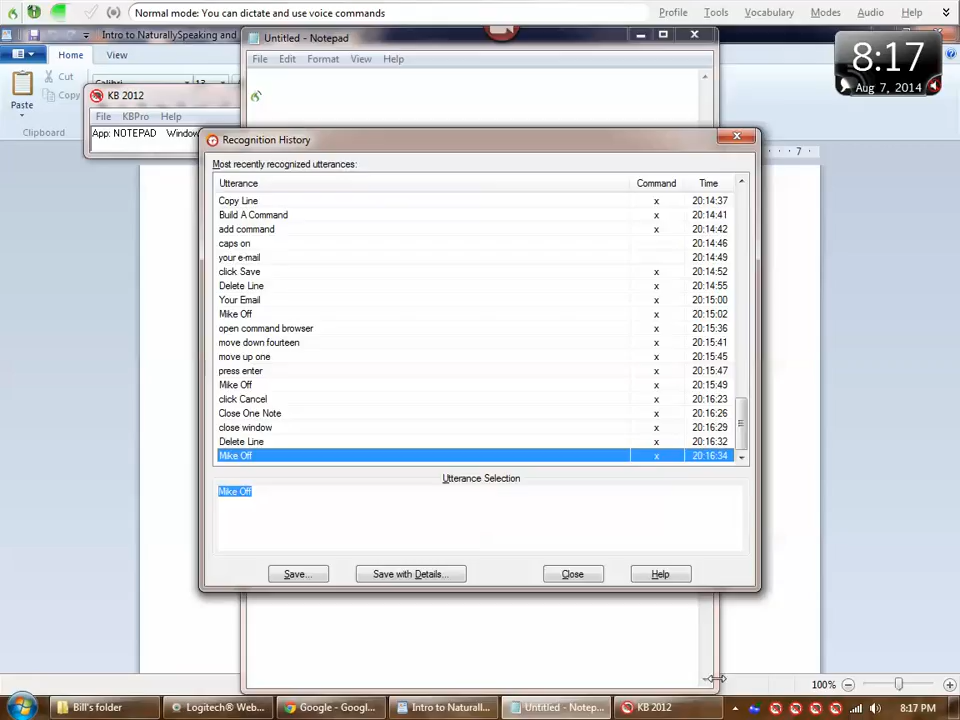 Normal mode: You can dictate and use voice commands
Profile Tools Vocabulary Modes Audio Help
Intro to NaturallySpeaking and
Untitled - Notepad
Home View
File Edit Format View Help
8:17
Aug 7, 2014
Paste
Cut
Copy
Clipboard
KB 2012
File KBPro Help
App: NOTEPAD Window
7
Recognition History
Most recently recognized utterances:
Utterance Command Time
Copy Line x 20:14:37
Build A Command x 20:14:41
add command x 20:14:42
caps on 20:14:46
your e-mail 20:14:49
click Save x 20:14:52
Delete Line x 20:14:55
Your Email x 20:15:00
Mike Off x 20:15:02
open command browser x 20:15:36
move down fourteen x 20:15:41
move up one x 20:15:45
press enter x 20:15:47
Mike Off x 20:15:49
click Cancel x 20:16:23
Close One Note x 20:16:26
close window x 20:16:29
Delete Line x 20:16:32
Mike Off x 20:16:34
Utterance Selection
Mike Off
Save... Save with Details... Close Help
100%
Bill's folder Logitech® Web... Google - Googl... Intro to Naturall... Untitled - Notep... KB 2012 8:17 PM